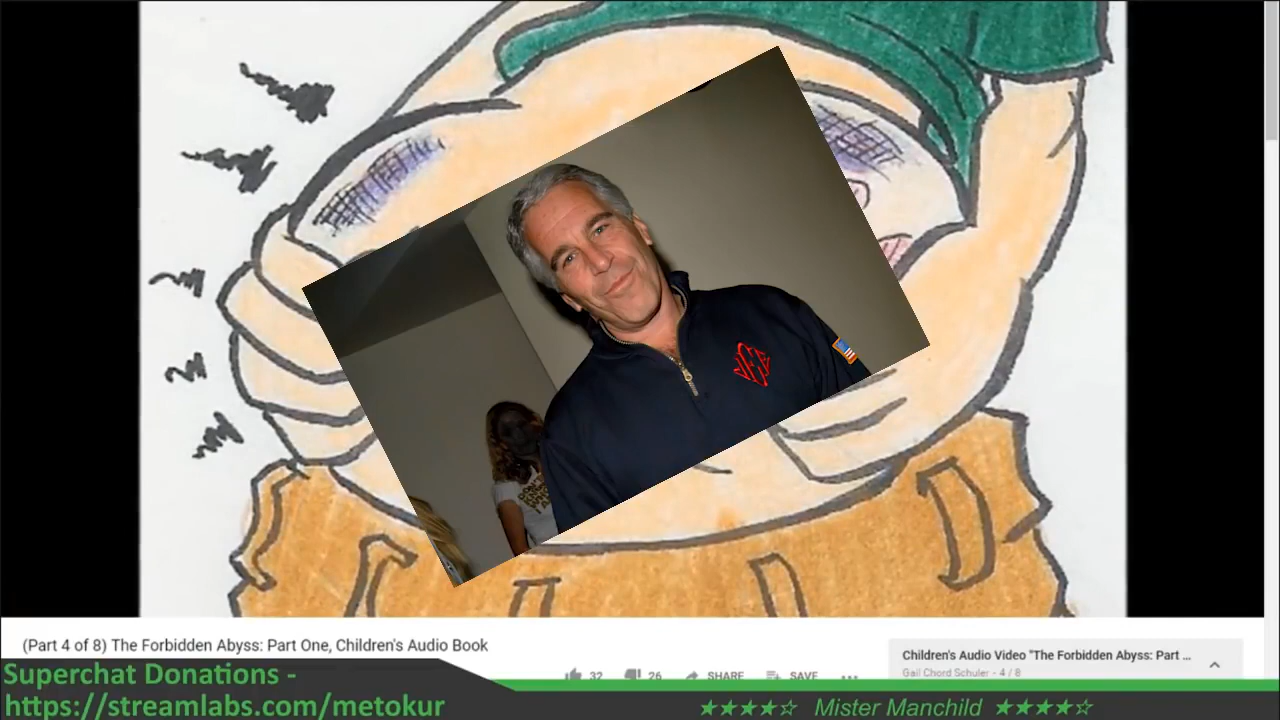 (Part 4 of 8) The Forbidden Abyss: Part One, Children's Audio Book
32
26
SHARE
SAVE
Children's Audio Video "The Forbidden Abyss: Part ...
Gail Chord Schuler - 4 / 8
Superchat Donations -
https://streamlabs.com/metokur
★★★★☆ Mister Manchild ★★★★☆